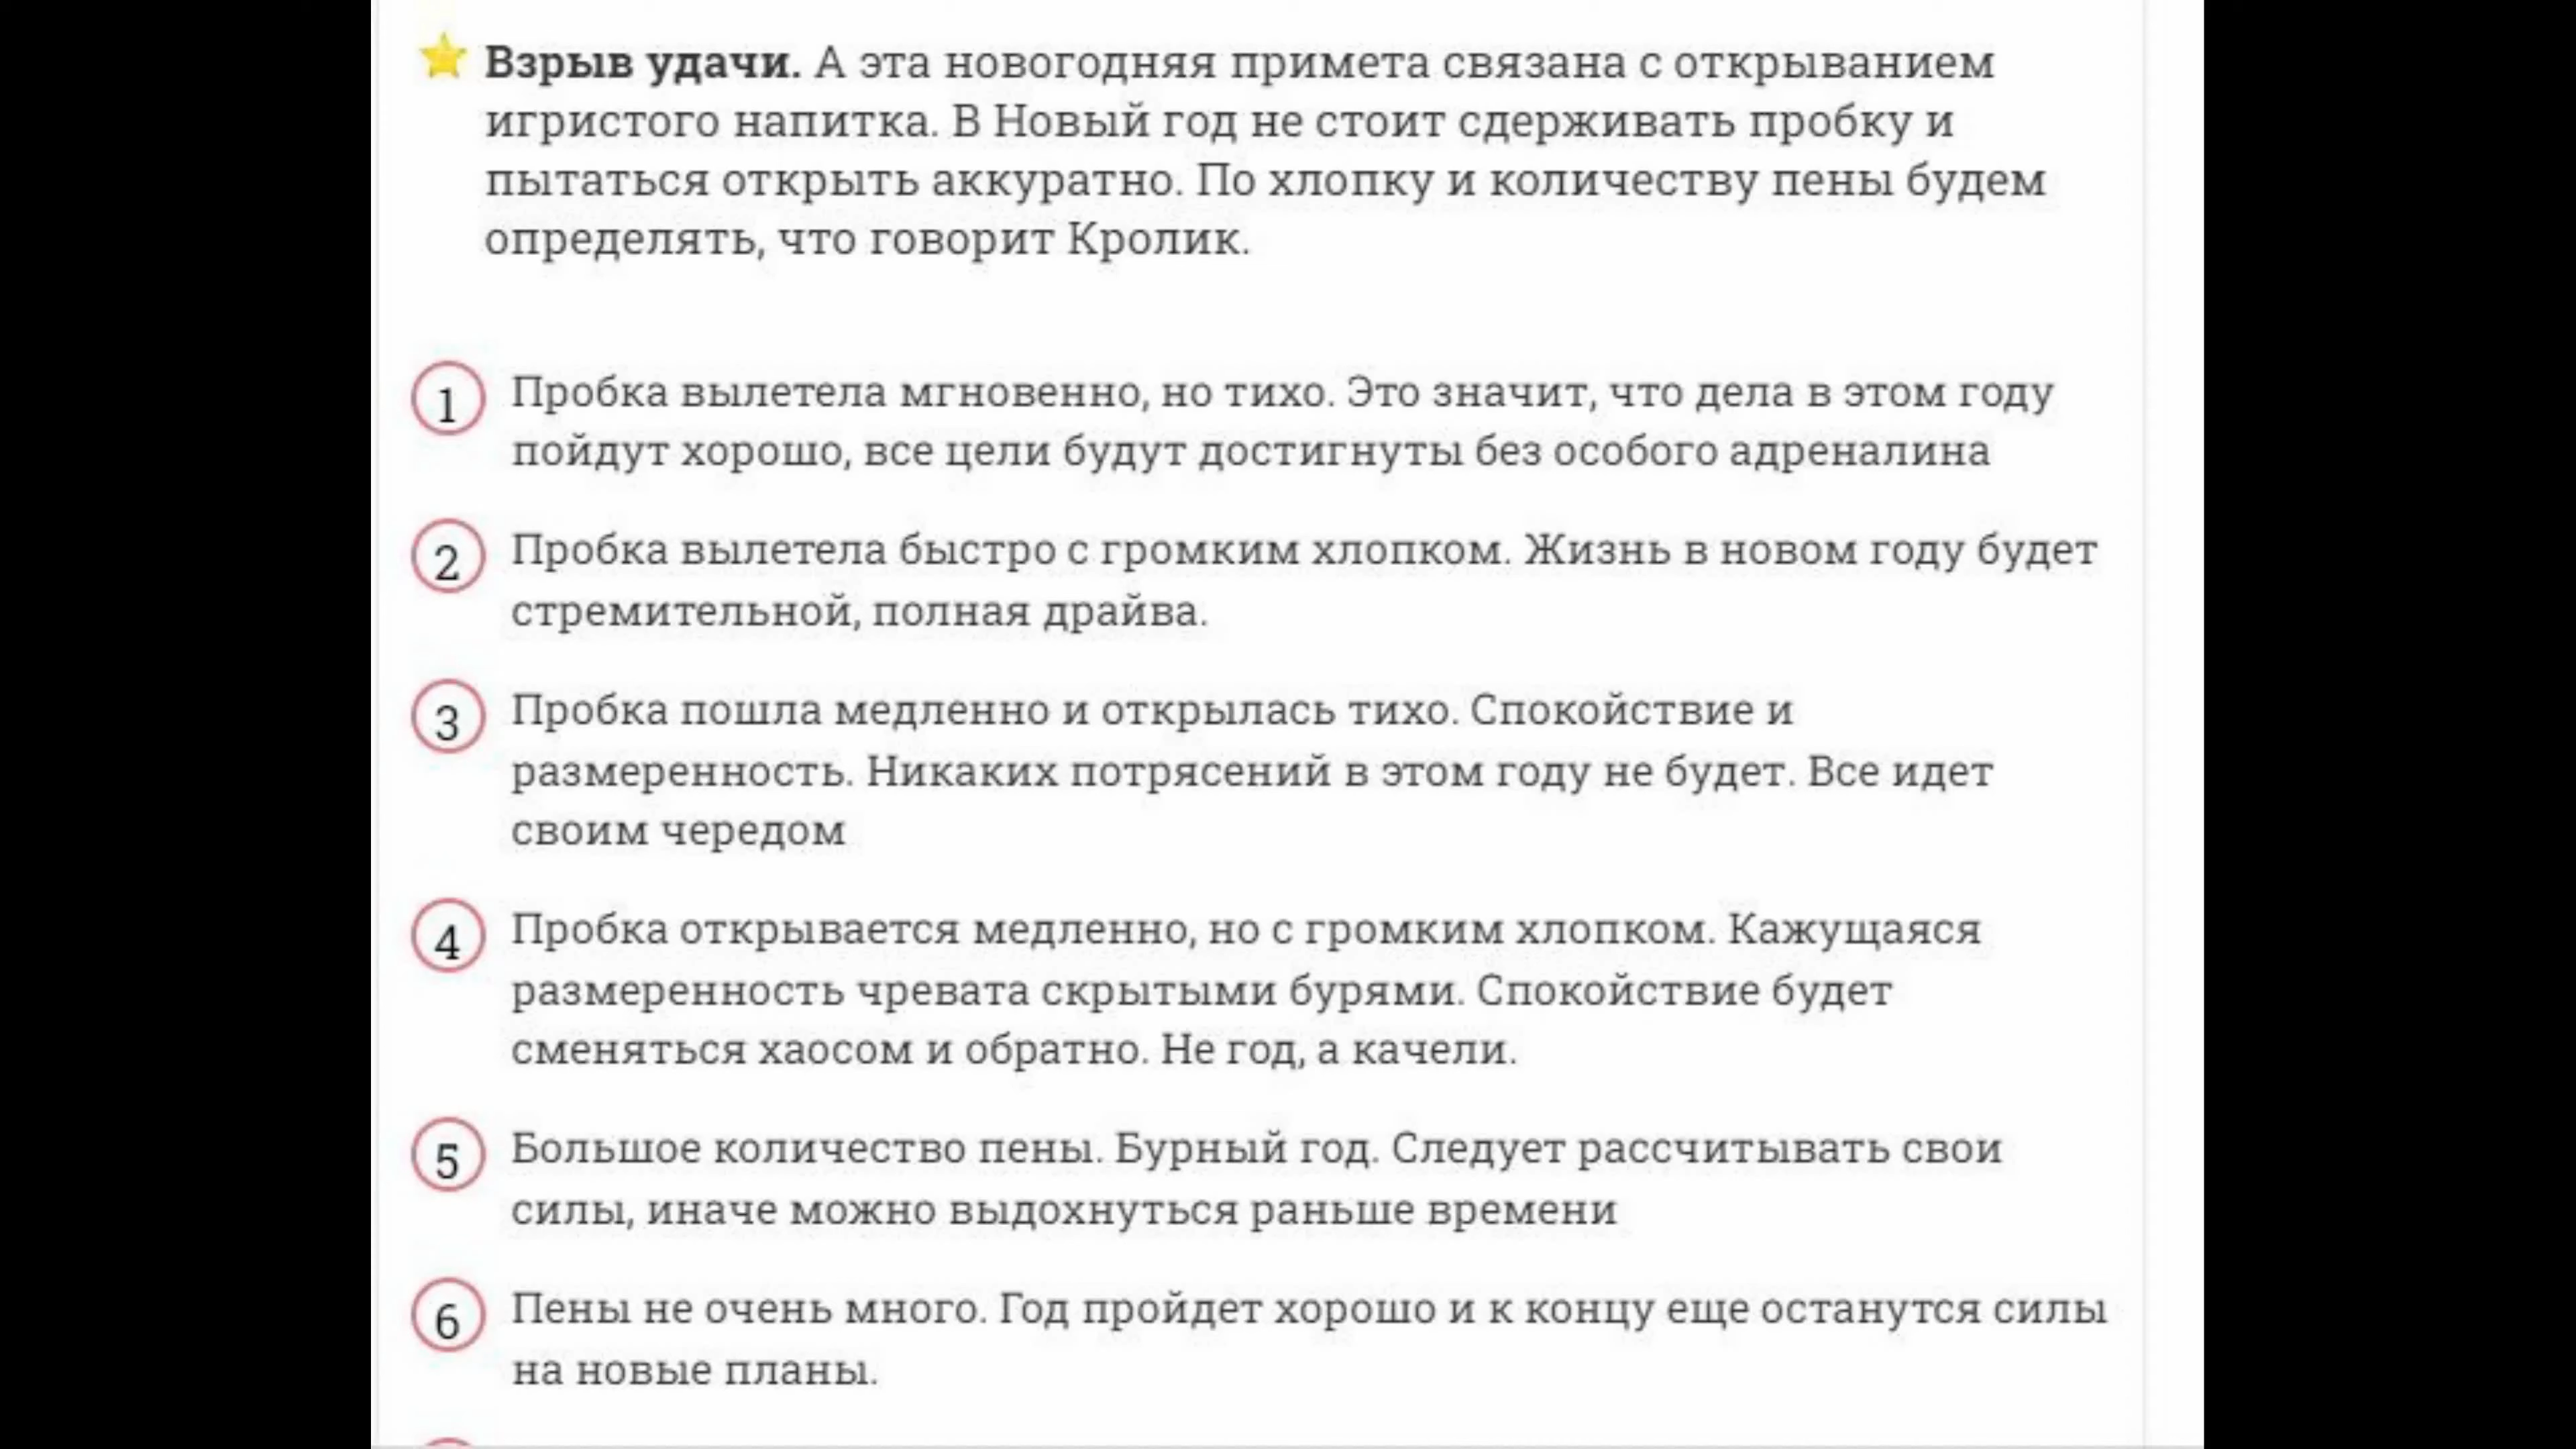 Взрыв удачи. А эта новогодняя примета связана с открыванием
игристого напитка. В Новый год не стоит сдерживать пробку и
пытаться открыть аккуратно. По хлопку и количеству пены будем
определять, что говорит Кролик.
1 Пробка вылетела мгновенно, но тихо. Это значит, что дела в этом году
пойдут хорошо, все цели будут достигнуты без особого адреналина
2 Пробка вылетела быстро с громким хлопком. Жизнь в новом году будет
стремительной, полная драйва.
3 Пробка пошла медленно и открылась тихо. Спокойствие и
размеренность. Никаких потрясений в этом году не будет. Все идет
своим чередом
4 Пробка открывается медленно, но с громким хлопком. Кажущаяся
размеренность чревата скрытыми бурями. Спокойствие будет
сменяться хаосом и обратно. Не год, а качели.
5 Большое количество пены. Бурный год. Следует рассчитывать свои
силы, иначе можно выдохнуться раньше времени
6 Пены не очень много. Год пройдет хорошо и к концу еще останутся силы
на новые планы.